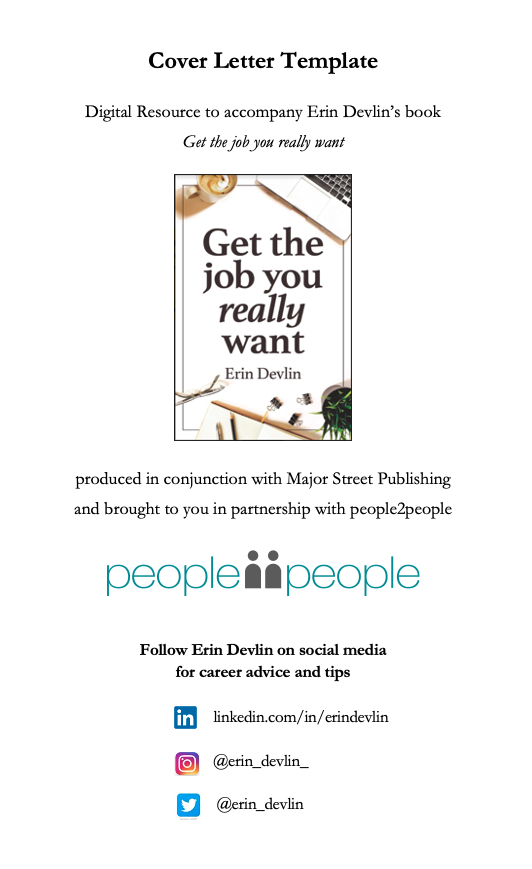 Cover Letter Template
Digital Resource to accompany Erin Devlin’s book
Get the job you really want
Get the
job you
really
want
Erin Devlin
produced in conjunction with Major Street Publishing
and brought to you in partnership with people2people
people people
Follow Erin Devlin on social media
for career advice and tips
in linkedin.com/in/erindevlin
@erin_devlin_
@erin_devlin